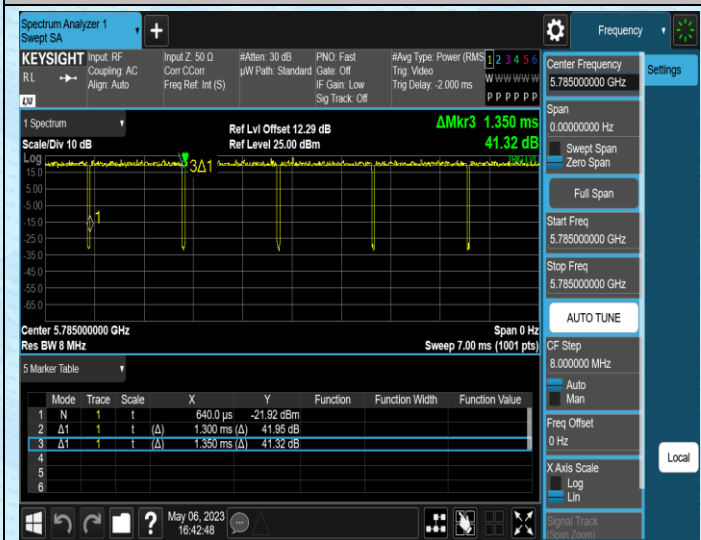 Spectrum Analyzer 1
Swept SA
+
Frequency
KEYSIGHT
RL
LXI
Input: RF
Coupling: AC
Align: Auto
Input Z: 50 Ω
Corr CCorr
Freq Ref: Int (S)
#Atten: 30 dB
µW Path: Standard
PNO: Fast
Gate: Off
IF Gain: Low
Sig Track: Off
#Avg Type: Power (RMS
Trig: Video
Trig Delay: -2.000 ms
1 2 3 4 5 6
W W W W W W
P P P P P P
Center Frequency
5.785000000 GHz
Settings
Span
0.00000000 Hz
Swept Span
Zero Span
Full Span
Start Freq
5.785000000 GHz
Stop Freq
5.785000000 GHz
AUTO TUNE
CF Step
8.000000 MHz
Auto
Man
Freq Offset
0 Hz
X Axis Scale
Log
Lin
Signal Track
(Span Zoom)
Local
1 Spectrum
Scale/Div 10 dB
Ref Lvl Offset 12.29 dB
Ref Level 25.00 dBm
ΔMkr3 1.350 ms
41.32 dB
Log
TRIG LVL
15.0
5.00
-5.00
-15.0
-25.0
-35.0
-45.0
-55.0
-65.0
1
3Δ1
Center 5.785000000 GHz
Span 0 Hz
Res BW 8 MHz
Sweep 7.00 ms (1001 pts)
5 Marker Table
Mode Trace Scale X Y Function Function Width Function Value
1 N 1 t 640.0 µs -21.92 dBm
2 Δ1 1 t (Δ) 1.300 ms (Δ) 41.95 dB
3 Δ1 1 t (Δ) 1.350 ms (Δ) 41.32 dB
4
5
6
?
May 06, 2023
16:42:48